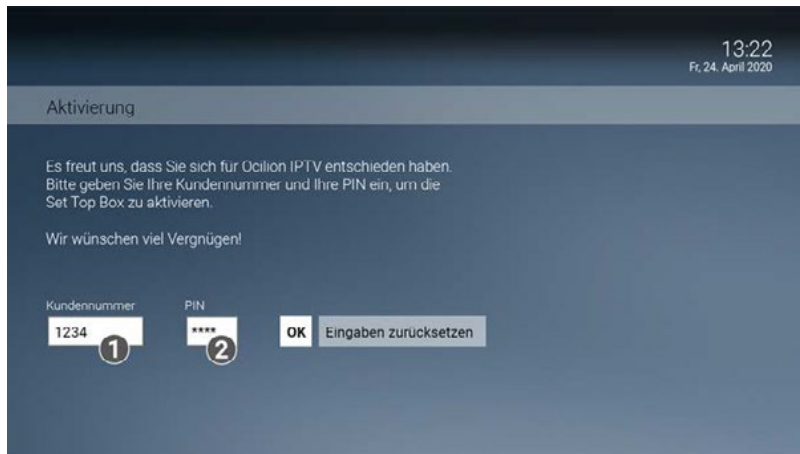 13:22
Fr, 24. April 2020
Aktivierung
Es freut uns, dass Sie sich für Ocilion IPTV entschieden haben.
Bitte geben Sie Ihre Kundennummer und Ihre PIN ein, um die
Set Top Box zu aktivieren.
Wir wünschen viel Vergnügen!
Kundennummer PIN
1234 **** OK Eingaben zurücksetzen
1 2